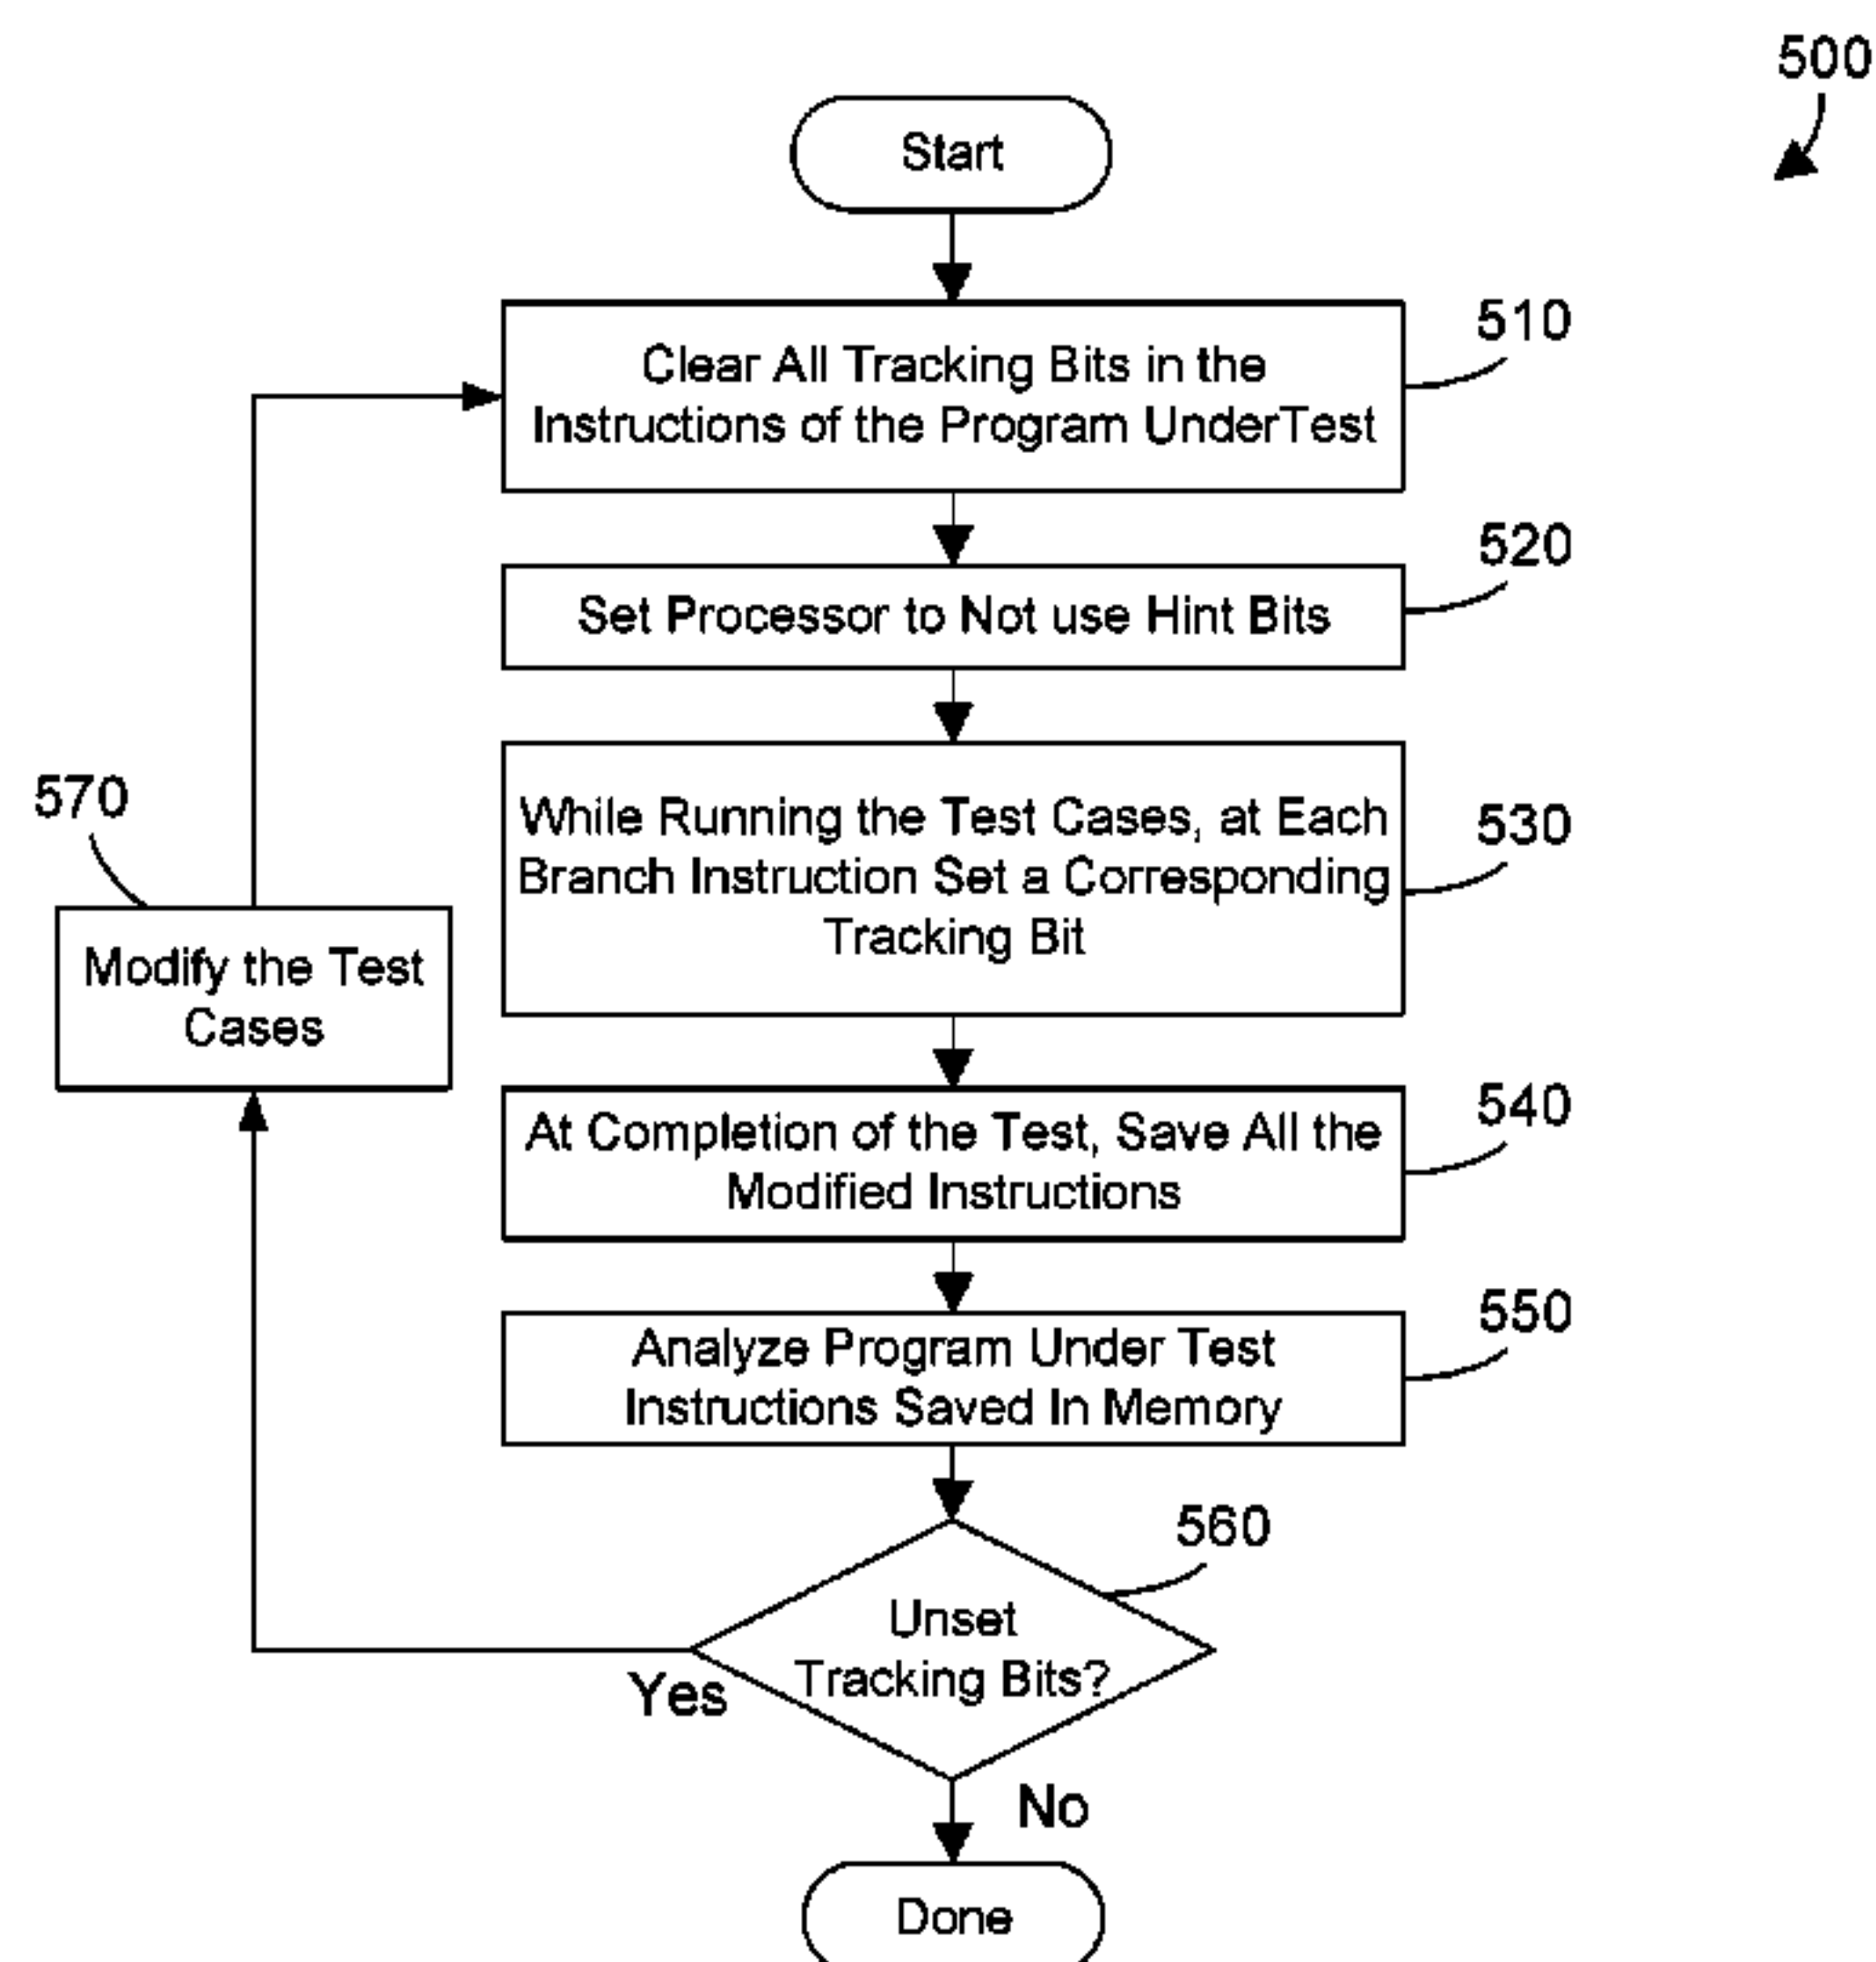 500
Start
510
Clear All Tracking Bits in the
Instructions of the Program UnderTest
520
Set Processor to Not use Hint Bits
570
530
While Running the Test Cases, at Each
Branch Instruction Set a Corresponding
Tracking Bit
Modify the Test
Cases
540
At Completion of the Test, Save All the
Modified Instructions
550
Analyze Program Under Test
Instructions Saved In Memory
560
Unset
Tracking Bits?
Yes
No
Done